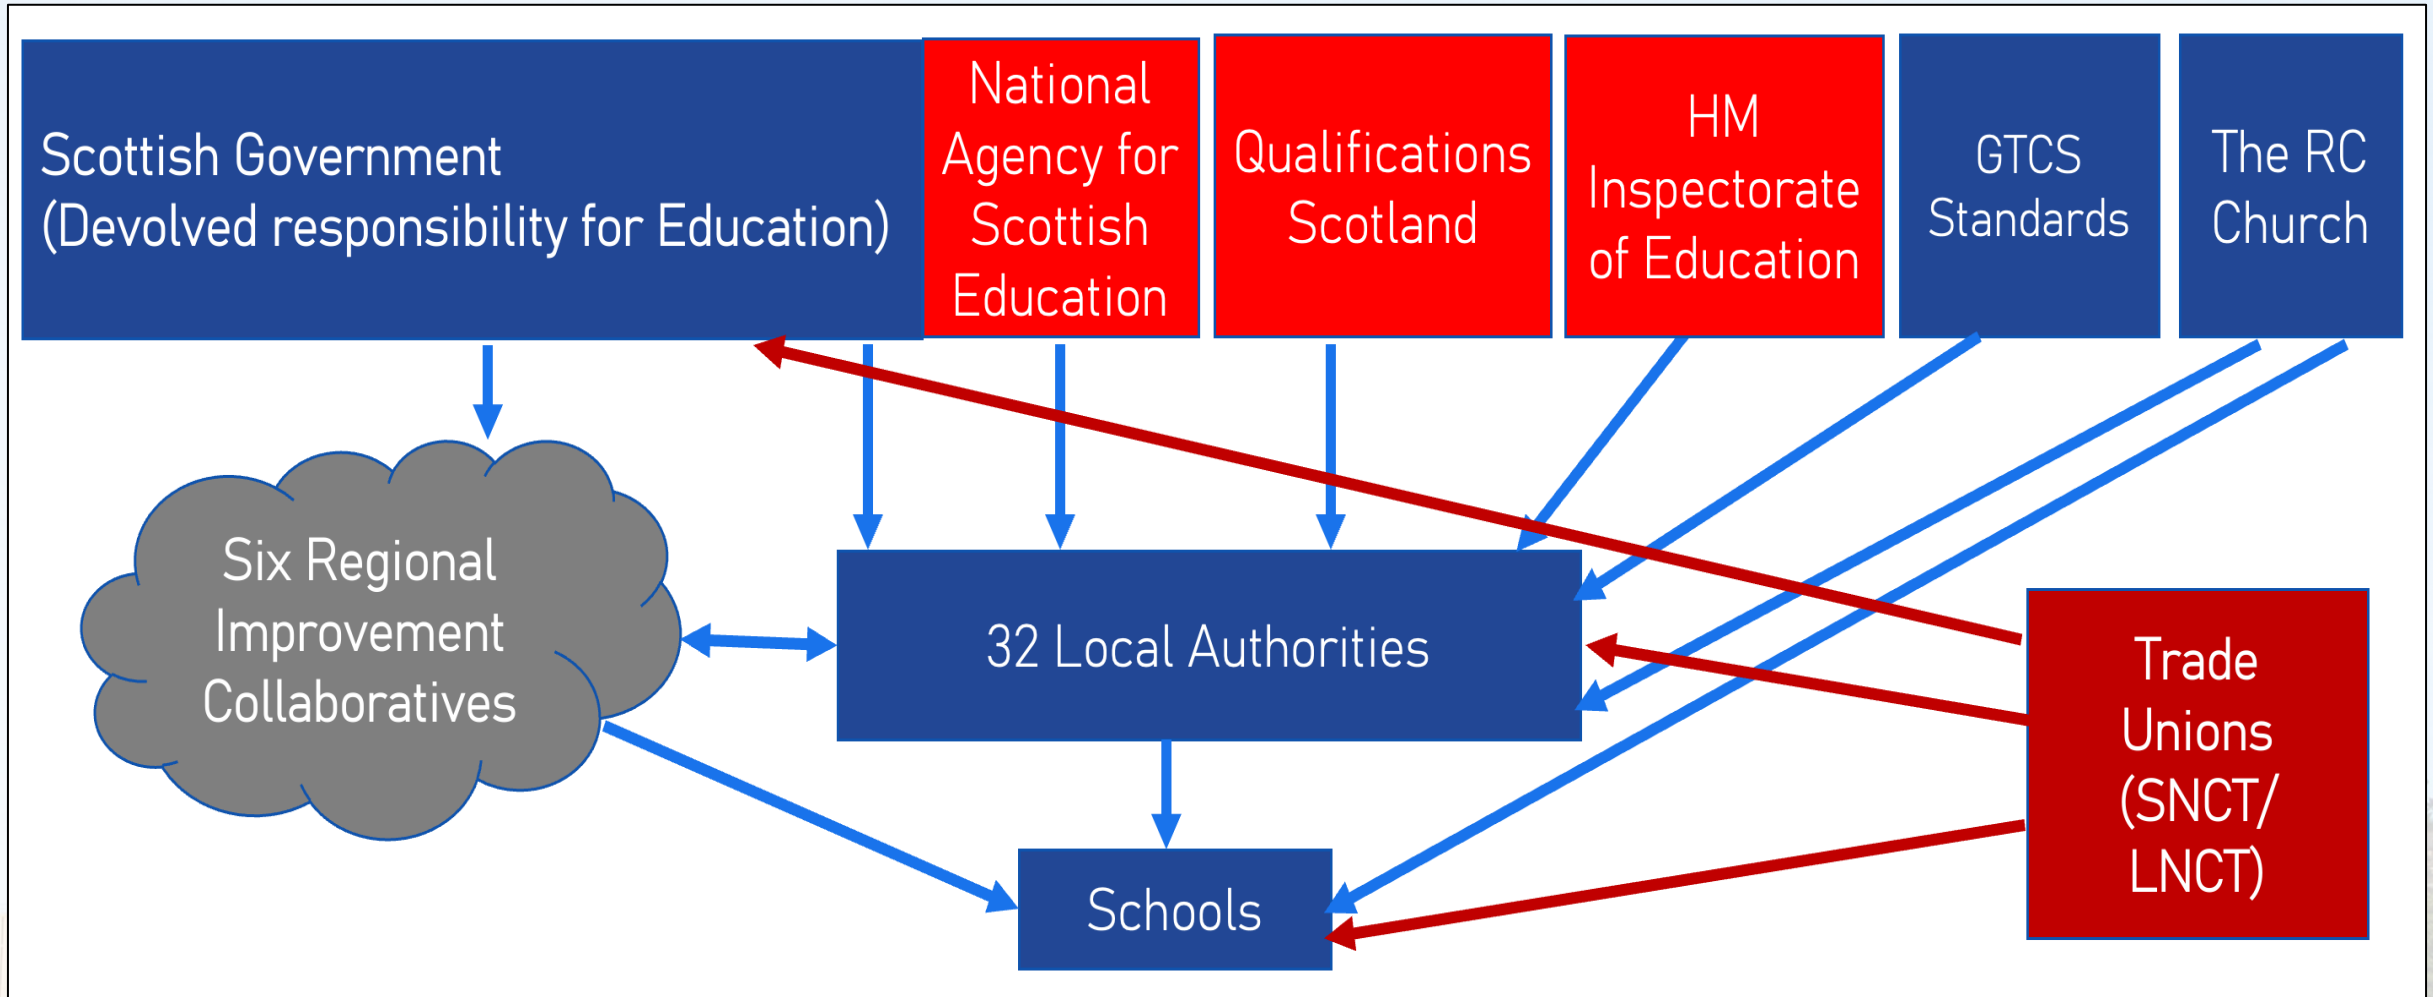 Scottish Government
(Devolved responsibility for Education)
National
Agency for
Scottish
Education
Qualifications
Scotland
HM
Inspectorate
of Education
GTCS
Standards
The RC
Church
Six Regional
Improvement
Collaboratives
32 Local Authorities
Trade
Unions
(SNCT/
LNCT)
Schools